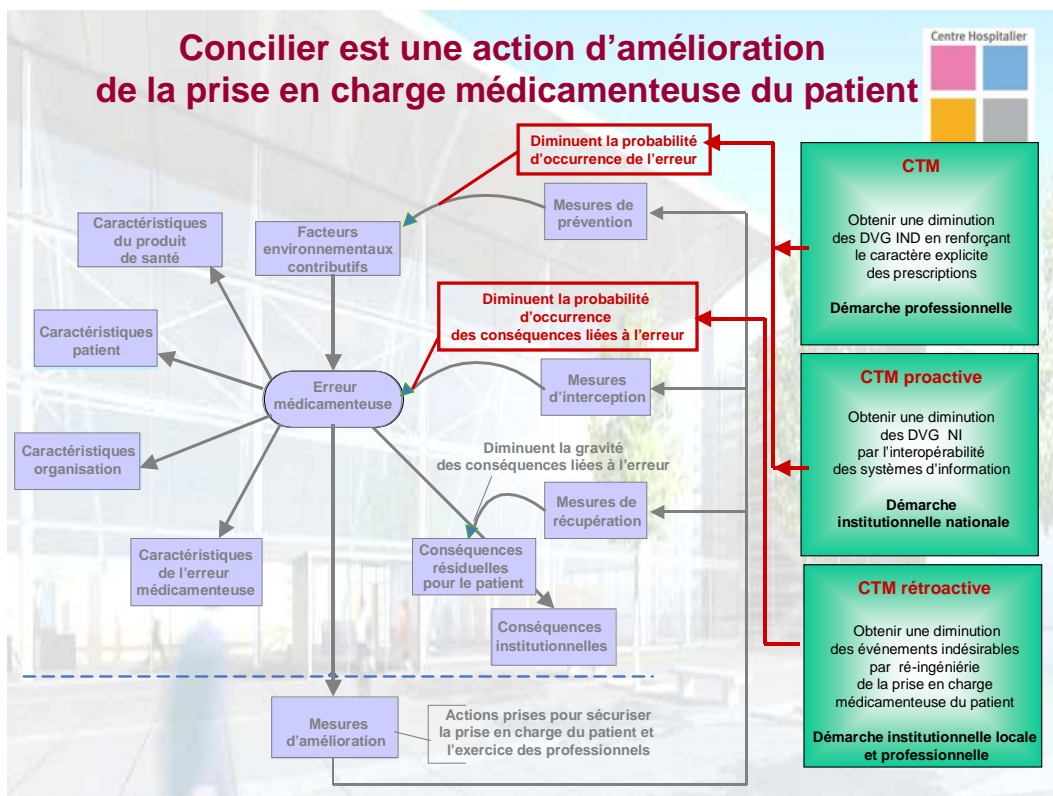 Concilier est une action d'amélioration
de la prise en charge médicamenteuse du patient
Centre Hospitalier
Diminuent la probabilité
d'occurrence de l'erreur
Mesures de
prévention
Caractéristiques
du produit
de santé
Facteurs
environnementaux
contributifs
Diminuent la probabilité
d'occurrence
des conséquences liées à l'erreur
Caractéristiques
patient
Erreur
médicamenteuse
Mesures
d'interception
Caractéristiques
organisation
Diminuent la gravité
des conséquences liées à l'erreur
Mesures de
récupération
Caractéristiques
de l'erreur
médicamenteuse
Conséquences
résiduelles
pour le patient
Conséquences
institutionnelles
Mesures
d'amélioration
Actions prises pour sécuriser
la prise en charge du patient et
l'exercice des professionnels
CTM
Obtenir une diminution
des DVG IND en renforçant
le caractère explicite
des prescriptions
Démarche professionnelle
CTM proactive
Obtenir une diminution
des DVG NI
par l'interopérabilité
des systèmes d'information
Démarche
institutionnelle nationale
CTM rétroactive
Obtenir une diminution
des événements indésirables
par ré-ingéniérie
de la prise en charge
médicamenteuse du patient
Démarche institutionnelle locale
et professionnelle